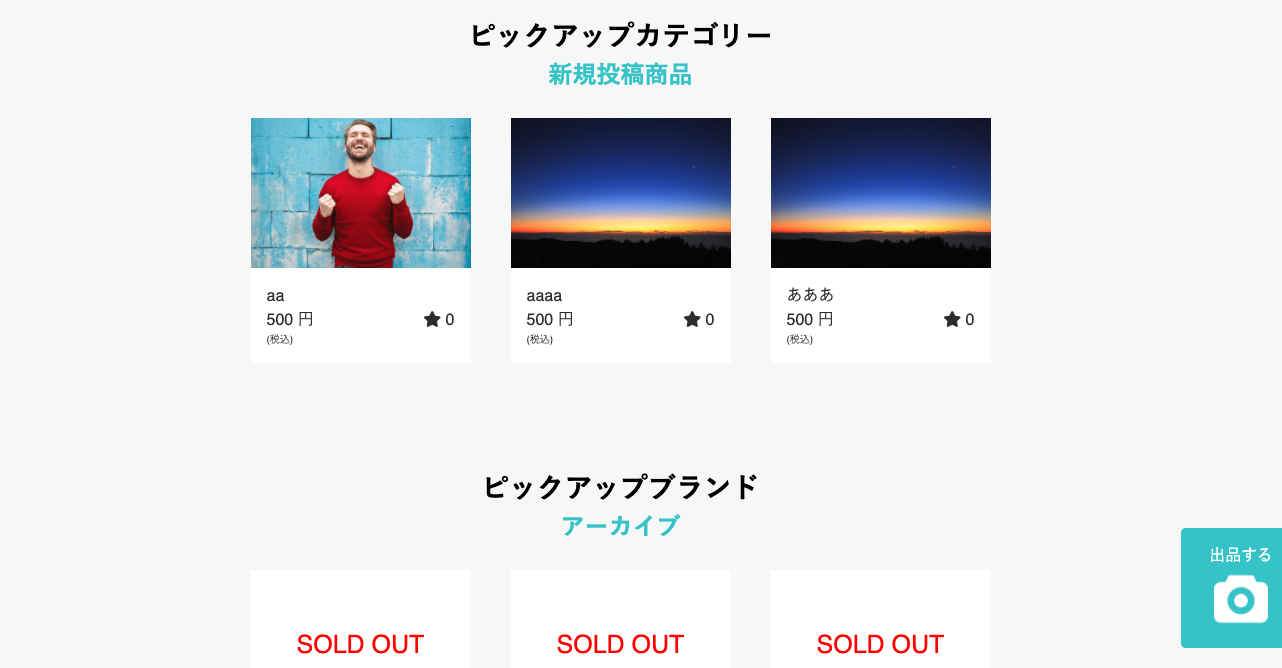 ピックアップカテゴリー
新規投稿商品
aa
500 円
★ 0
(税込)
aaaa
500 円
★ 0
(税込)
あああ
500 円
★ 0
(税込)
ピックアップブランド
アーカイブ
出品する
SOLD OUT
SOLD OUT
SOLD OUT